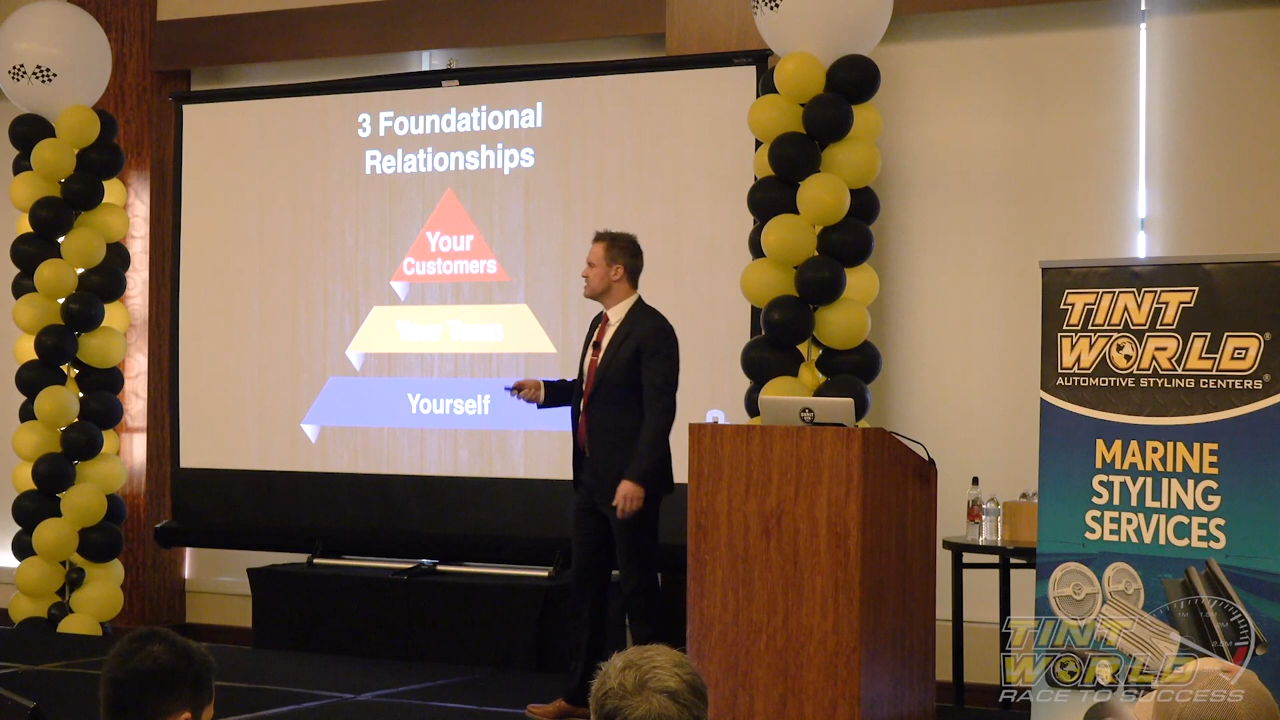 3 Foundational
Relationships
Your
Customers
Your Team
Yourself
TINT
WORLD®
AUTOMOTIVE STYLING CENTERS®
MARINE
STYLING
SERVICES
TINT
WORLD
RACE TO SUCCESS